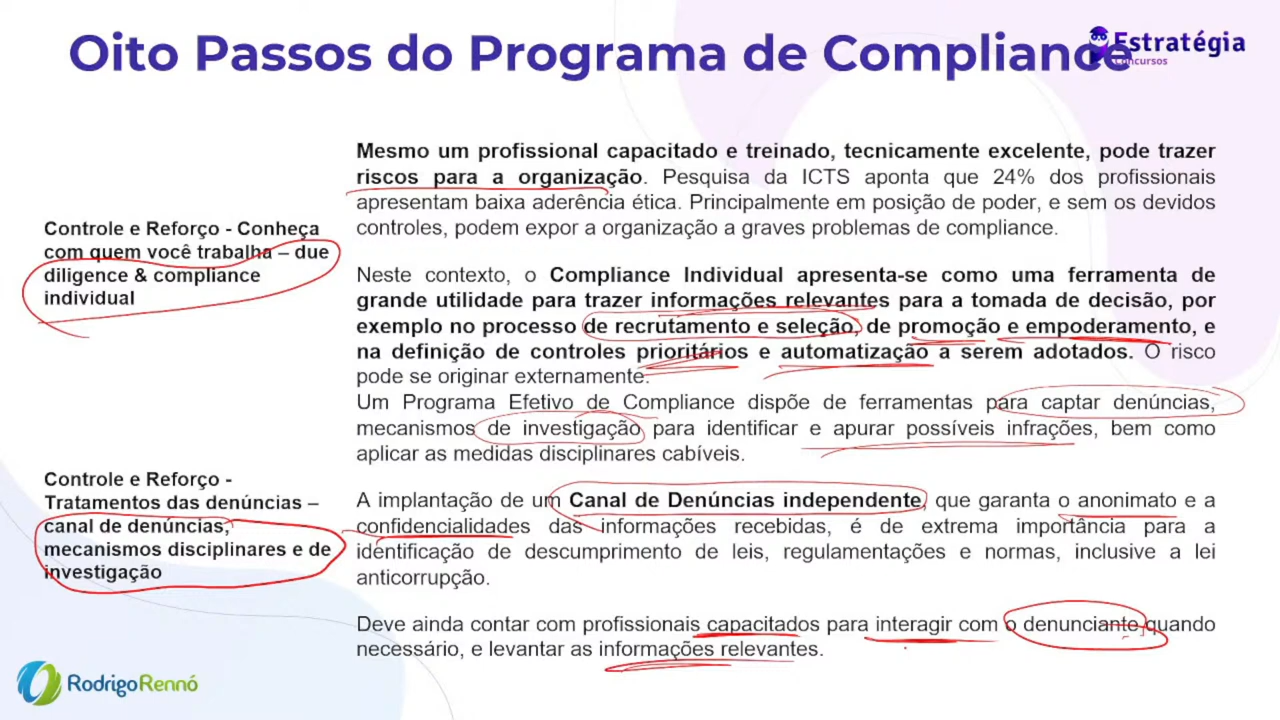 Oito Passos do Programa de Compliance
Estratégia
Concursos
Mesmo um profissional capacitado e treinado, tecnicamente excelente, pode trazer
riscos para a organização. Pesquisa da ICTS aponta que 24% dos profissionais
apresentam baixa aderência ética. Principalmente em posição de poder, e sem os devidos
controles, podem expor a organização a graves problemas de compliance.
Controle e Reforço - Conheça
com quem você trabalha – due
diligence & compliance
individual
Neste contexto, o Compliance Individual apresenta-se como uma ferramenta de
grande utilidade para trazer informações relevantes para a tomada de decisão, por
exemplo no processo de recrutamento e seleção, de promoção e empoderamento, e
na definição de controles prioritários e automatização a serem adotados. O risco
pode se originar externamente.
Um Programa Efetivo de Compliance dispõe de ferramentas para captar denúncias,
mecanismos de investigação para identificar e apurar possíveis infrações, bem como
aplicar as medidas disciplinares cabíveis.
Controle e Reforço -
Tratamentos das denúncias –
canal de denúncias,
mecanismos disciplinares e de
investigação
A implantação de um Canal de Denúncias independente, que garanta o anonimato e a
confidencialidades das informações recebidas, é de extrema importância para a
identificação de descumprimento de leis, regulamentações e normas, inclusive a lei
anticorrupção.
Deve ainda contar com profissionais capacitados para interagir com o denunciante, quando
necessário, e levantar as informações relevantes.
RodrigoRennó